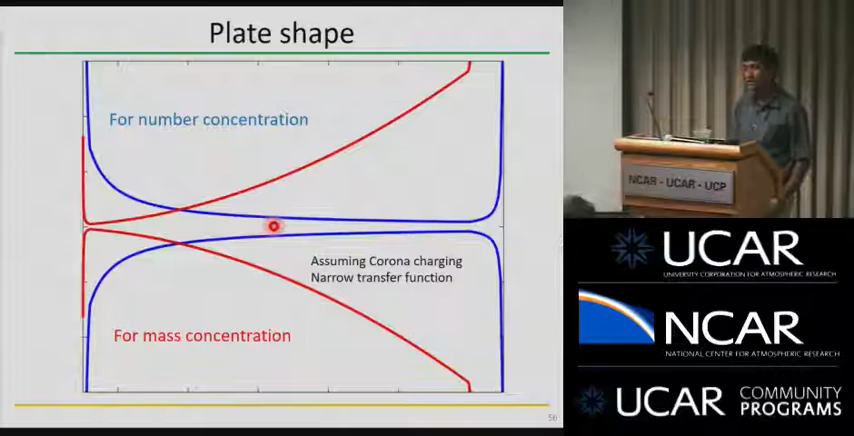 Plate shape
For number concentration
Assuming Corona charging
Narrow transfer function
For mass concentration
56
NCAR - UCAR - UCP
UCAR
UNIVERSITY CORPORATION FOR ATMOSPHERIC RESEARCH
NCAR
NATIONAL CENTER FOR ATMOSPHERIC RESEARCH
UCAR COMMUNITY
PROGRAMS